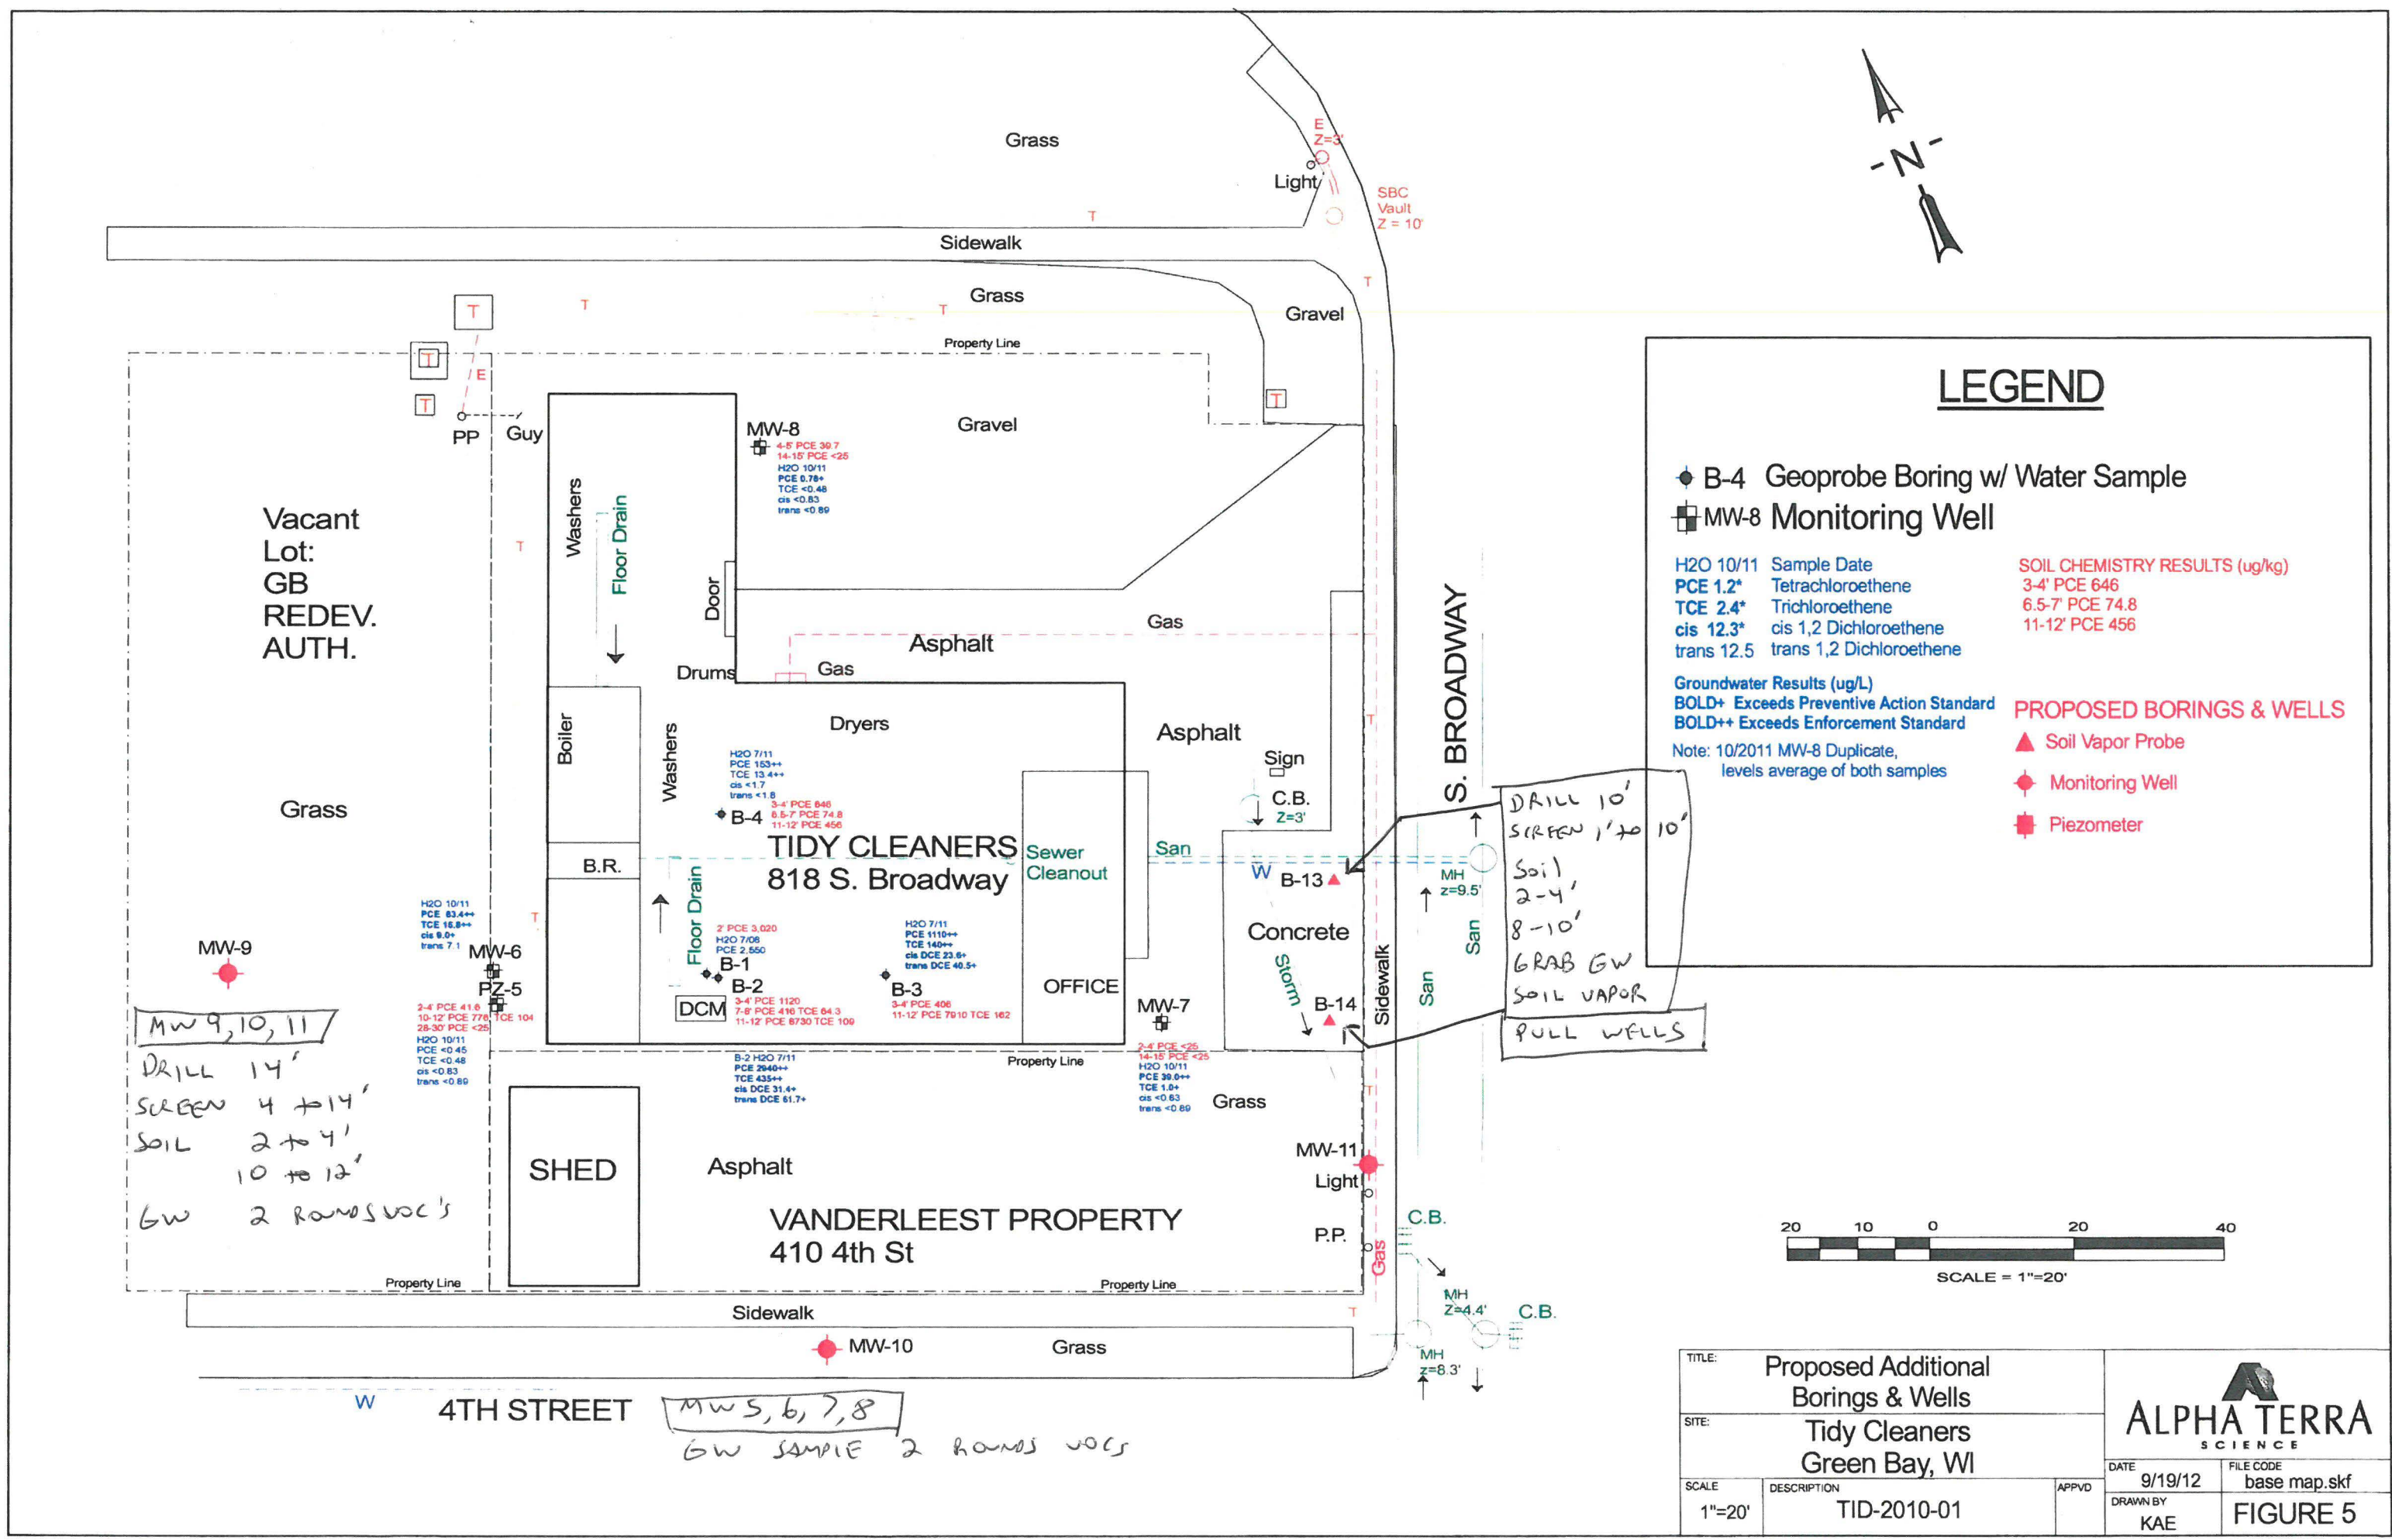 Grass
E
Z=3'
Light
SBC
Vault
Z = 10'
T
Sidewalk
- N -
Grass
T
T
T
T
T
Gravel
Property Line
T
E
T
T
PP
Guy
MW-8
4-5' PCE 39.7
14-15' PCE <25
H2O 10/11
PCE 0.78+
TCE <0.48
cis <0.83
trans <0.89
Gravel
Washers
Floor Drain
Vacant
Lot:
GB
REDEV.
AUTH.
T
Door
Gas
Asphalt
Drums
Gas
Boiler
Washers
Dryers
Asphalt
T
S. BROADWAY
Sign
C.B.
Z=3'
H2O 7/11
PCE 153++
TCE 13.4++
cis <1.7
trans <1.8
B-4
3-4' PCE 646
6.5-7' PCE 74.8
11-12' PCE 456
Grass
TIDY CLEANERS
818 S. Broadway
Sewer
Cleanout
San
W
B-13
MH
z=9.5'
B.R.
Floor Drain
H2O 10/11
PCE 83.4++
TCE 18.8++
cis 9.0+
trans 7.1
T
MW-9
MW-6
PZ-5
2-4' PCE 41.6
10-12' PCE 778 TCE 104
28-30' PCE <25
H2O 10/11
PCE <0.45
TCE <0.48
cis <0.83
trans <0.89
2' PCE 3,020
H2O 7/06
PCE 2,550
B-1
B-2
DCM
3-4' PCE 1120
7-8' PCE 416 TCE 64.3
11-12' PCE 8730 TCE 109
H2O 7/11
PCE 1110++
TCE 140++
cis DCE 23.6+
trans DCE 40.5+
B-3
3-4' PCE 406
11-12' PCE 7910 TCE 162
OFFICE
MW-7
2-4' PCE <25
14-15' PCE <25
H2O 10/11
PCE 39.0++
TCE 1.0+
cis <0.83
trans <0.89
Concrete
Storm
B-14
Sidewalk
San
San
B-2 H2O 7/11
PCE 2940++
TCE 435++
cis DCE 31.4+
trans DCE 61.7+
Property Line
Grass
T
DRILL 10'
SCREEN 1' to 10'
Soil
2-4'
8-10'
GRAB GW
SOIL VAPOR
PULL WELLS
MW 9, 10, 11
DRILL 14'
SCREEN 4 to 14'
SOIL 2 to 4'
10 to 12'
GW 2 ROUNDS VOC'S
SHED
Asphalt
VANDERLEEST PROPERTY
410 4th St
MW-11
Light
P.P.
Gas
C.B.
MH
Z=4.4'
C.B.
MH
z=8.3'
T
Property Line
Property Line
Sidewalk
MW-10
Grass
W
4TH STREET
MW 5, 6, 7, 8
GW SAMPLE 2 ROUNDS VOCS
LEGEND
B-4 Geoprobe Boring w/ Water Sample
MW-8 Monitoring Well
H2O 10/11 Sample Date
PCE 1.2* Tetrachloroethene
TCE 2.4* Trichloroethene
cis 12.3* cis 1,2 Dichloroethene
trans 12.5 trans 1,2 Dichloroethene
SOIL CHEMISTRY RESULTS (ug/kg)
3-4' PCE 646
6.5-7' PCE 74.8
11-12' PCE 456
Groundwater Results (ug/L)
BOLD+ Exceeds Preventive Action Standard
BOLD++ Exceeds Enforcement Standard
Note: 10/2011 MW-8 Duplicate,
levels average of both samples
PROPOSED BORINGS & WELLS
Soil Vapor Probe
Monitoring Well
Piezometer
20 10 0 20 40
SCALE = 1"=20'
TITLE:
Proposed Additional
Borings & Wells
SITE:
Tidy Cleaners
Green Bay, WI
SCALE
1"=20'
DESCRIPTION
TID-2010-01
APPVD
ALPHA TERRA
SCIENCE
DATE
9/19/12
FILE CODE
base map.skf
DRAWN BY
KAE
FIGURE 5